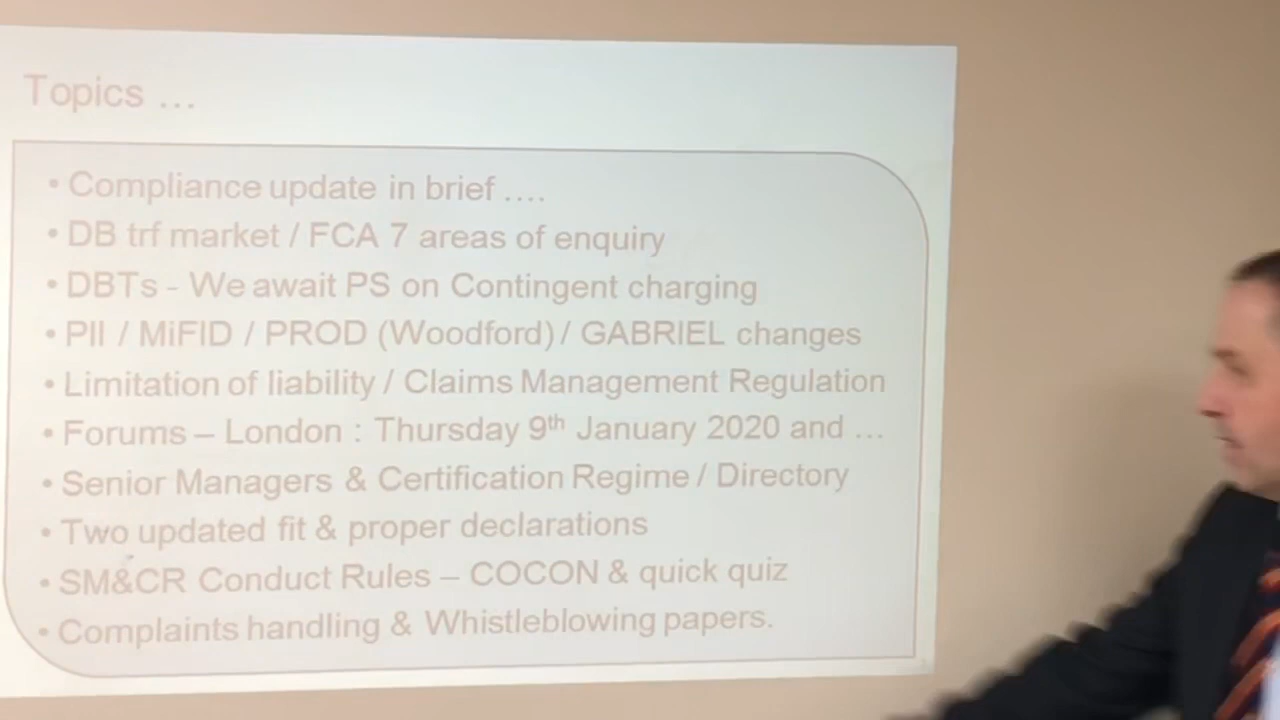 Topics ...
• Compliance update in brief ....
• DB trf market / FCA 7 areas of enquiry
• DBTs - We await PS on Contingent charging
• PII / MiFID / PROD (Woodford) / GABRIEL changes
• Limitation of liability / Claims Management Regulation
• Forums – London : Thursday 9th January 2020 and ...
• Senior Managers & Certification Regime / Directory
• Two updated fit & proper declarations
• SM&CR Conduct Rules – COCON & quick quiz
• Complaints handling & Whistleblowing papers.